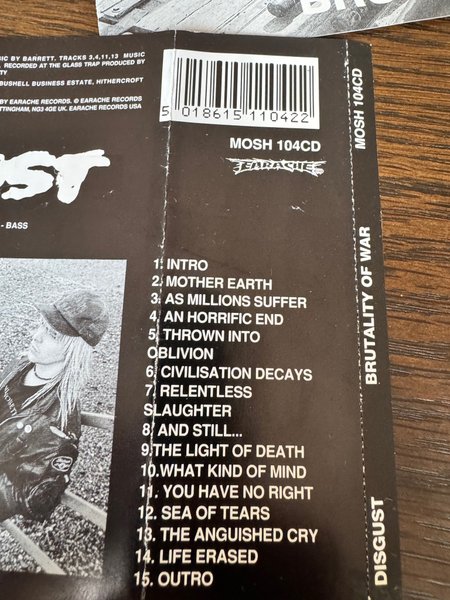 BRU
IC BY BARRETT. TRACKS 3,4,11,13 MUSIC
RECORDED AT THE GLASS TRAP PRODUCED BY
TY
BUSHELL BUSINESS ESTATE, HITHERCROFT
BY EARACHE RECORDS. © EARACHE RECORDS
TTINGHAM, NG3 4GE UK. EARACHE RECORDS USA
UST
- BASS
5 018615 110422
MOSH 104CD
EARACHE
1. INTRO
2. MOTHER EARTH
3. AS MILLIONS SUFFER
4. AN HORRIFIC END
5. THROWN INTO
OBLIVION
6. CIVILISATION DECAYS
7. RELENTLESS
SLAUGHTER
8. AND STILL...
9.THE LIGHT OF DEATH
10.WHAT KIND OF MIND
11. YOU HAVE NO RIGHT
12. SEA OF TEARS
13. THE ANGUISHED CRY
14. LIFE ERASED
15. OUTRO
MOSH 104CD
BRUTALITY OF WAR
DISGUST